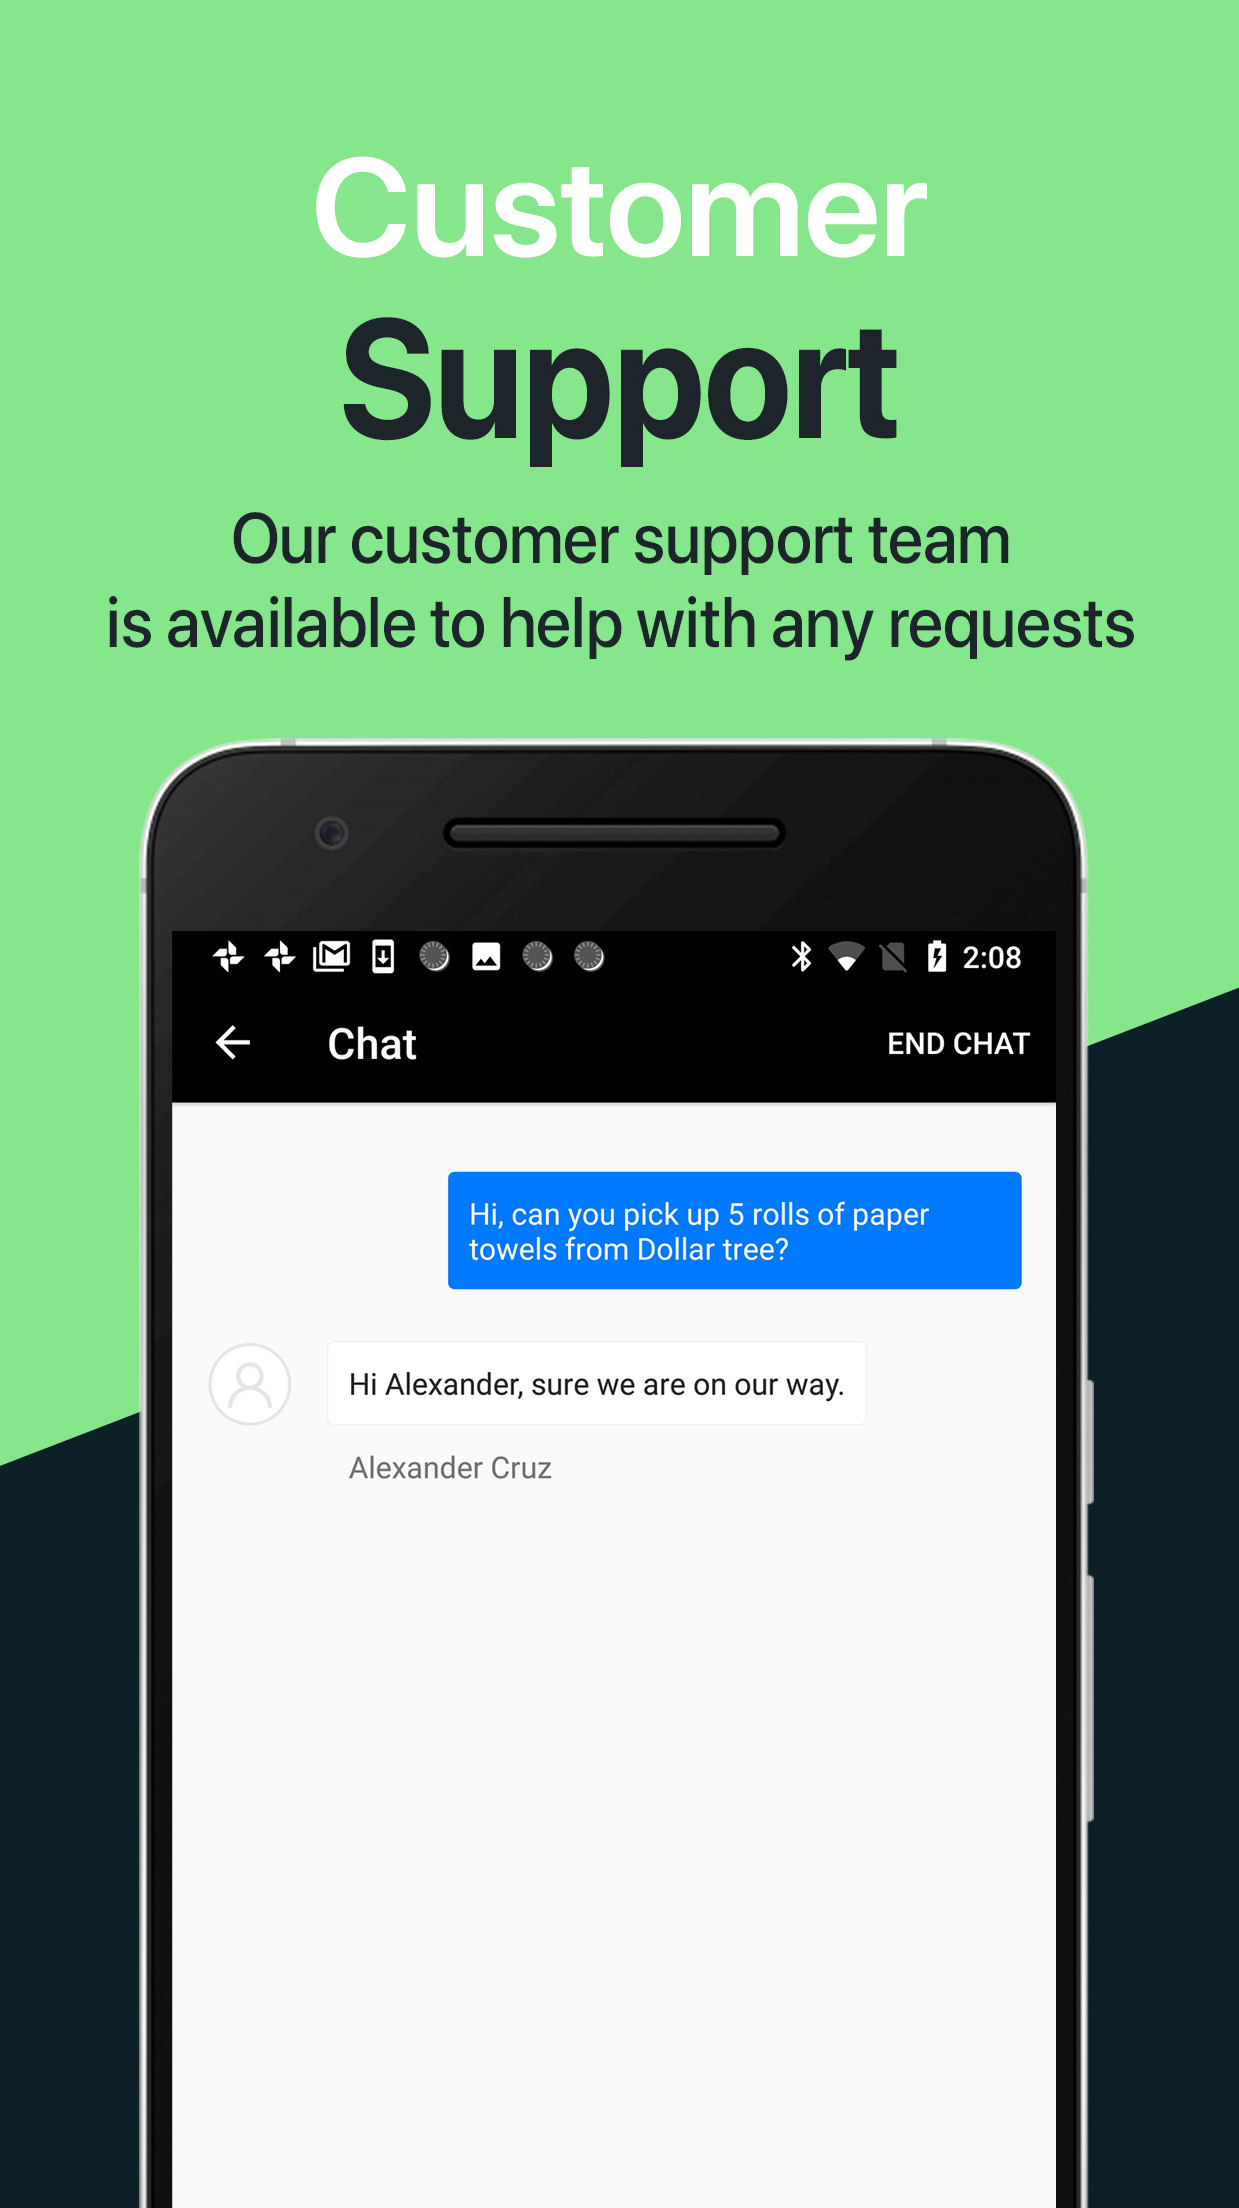 Customer
Support
Our customer support team
is available to help with any requests
2:08
Chat
END CHAT
Hi, can you pick up 5 rolls of paper
towels from Dollar tree?
Hi Alexander, sure we are on our way.
Alexander Cruz